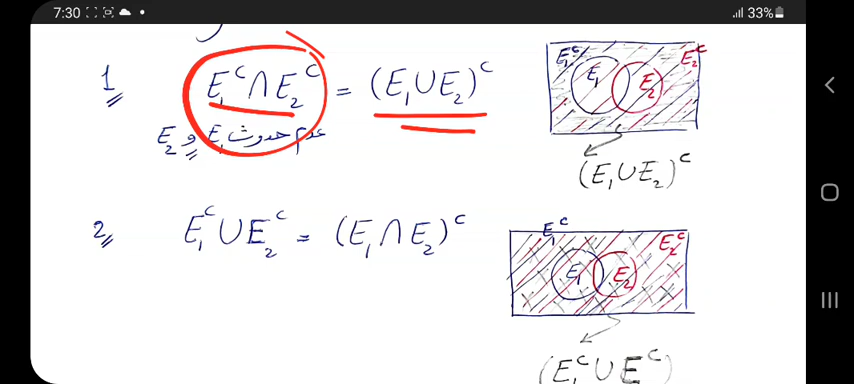 7:30 33%
1 E₁ᶜ ∩ E₂ᶜ = (E₁ ∪ E₂)ᶜ
عدم حدوث E₁ و E₂
E₁ᶜ E₂ᶜ
E₁ E₂
(E₁ ∪ E₂)ᶜ
2 E₁ᶜ ∪ E₂ᶜ = (E₁ ∩ E₂)ᶜ
E₁ᶜ E₂ᶜ
E₁ E₂
(E₁ᶜ ∪ Eᶜ)